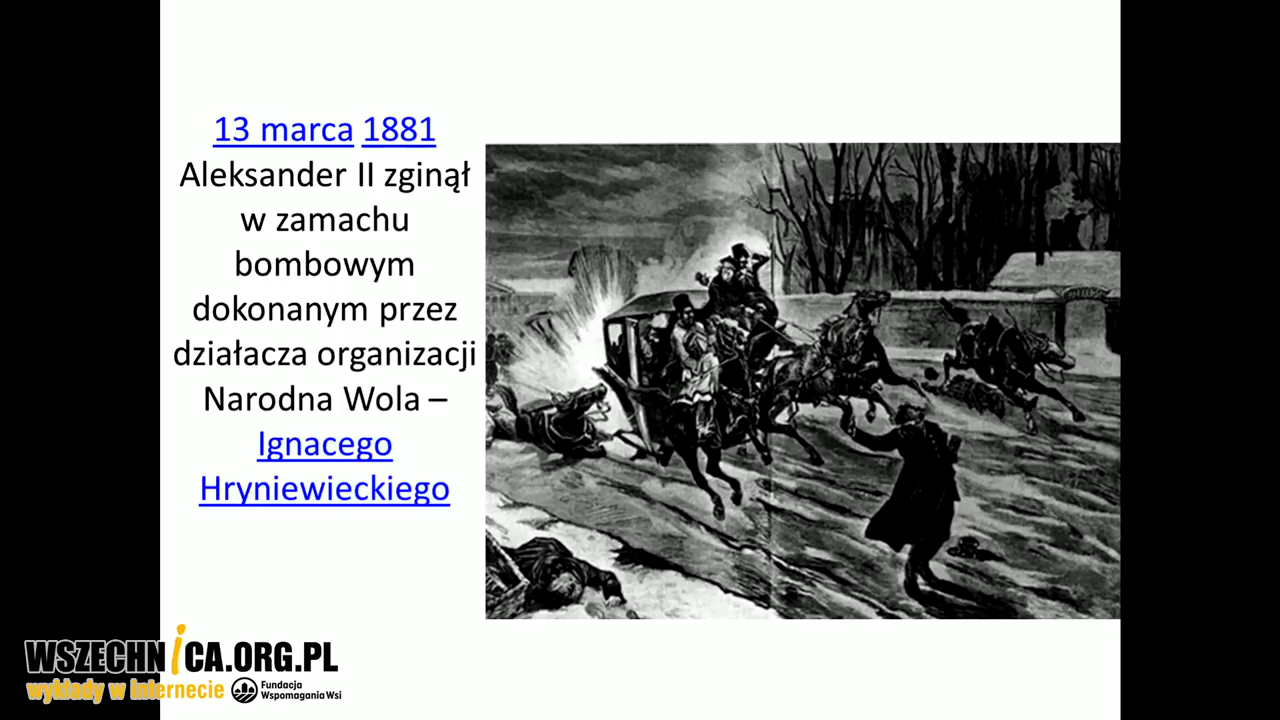 13 marca 1881
Aleksander II zginął
w zamachu
bombowym
dokonanym przez
działacza organizacji
Narodna Wola –
Ignacego
Hryniewieckiego
WSZECHNICA.ORG.PL
wykłady w internecie
Fundacja
Wspomagania Wsi